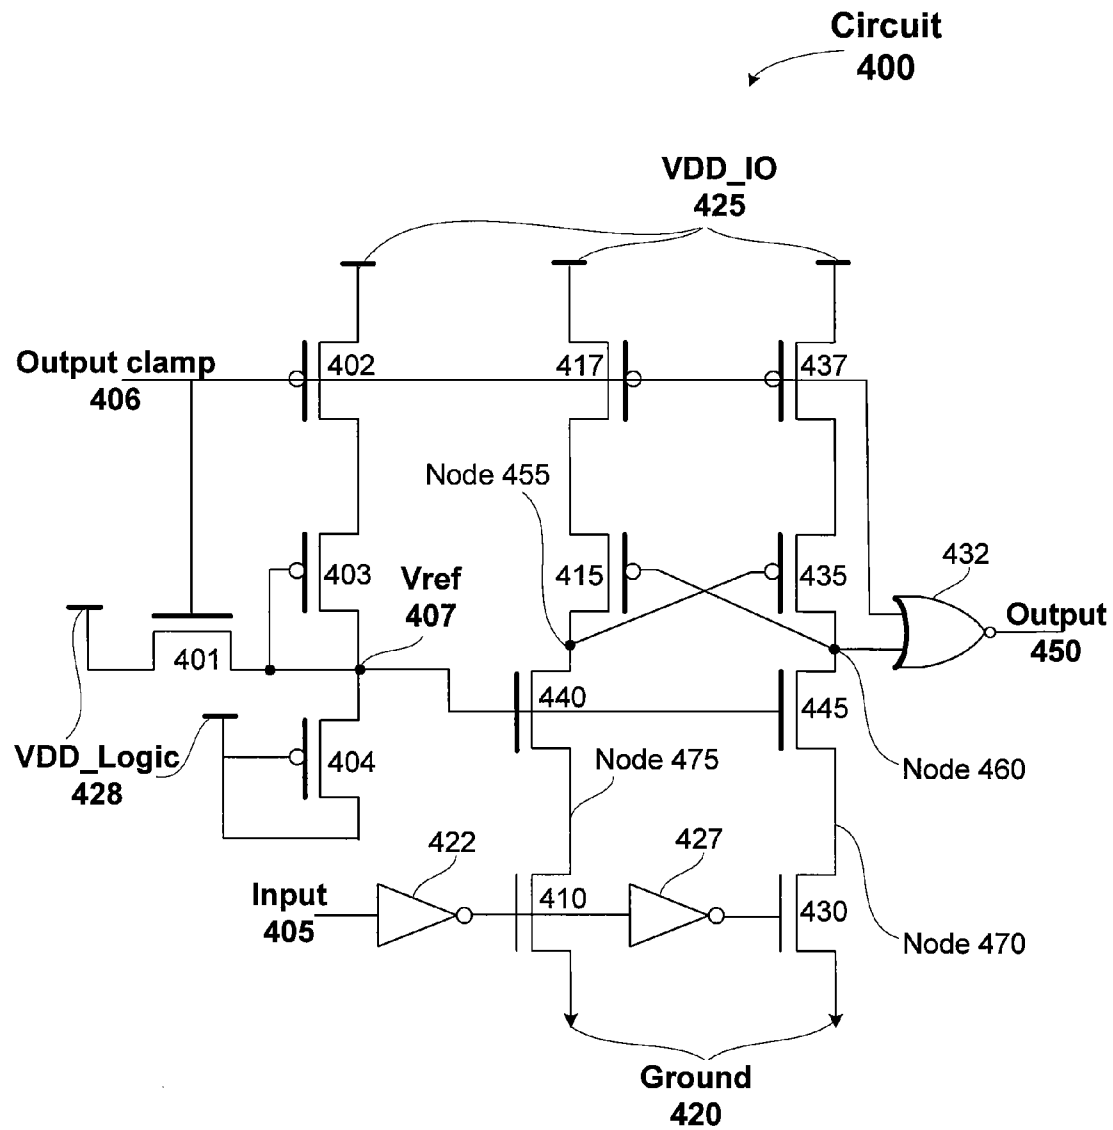 Circuit
400
VDD_IO
425
Output clamp
406
402
417
437
Node 455
403
Vref
407
415
435
432
Output
450
401
440
445
VDD_Logic
428
404
Node 475
Node 460
422
427
Input
405
410
430
Node 470
Ground
420